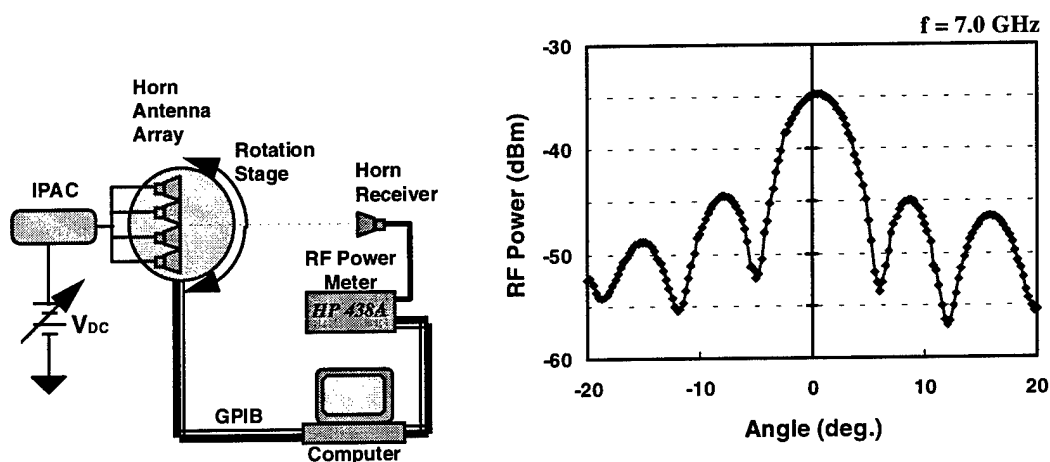 Horn
Antenna
Array
Rotation
Stage
Horn
Receiver
IPAC
RF Power
Meter
HP 438A
VDC
GPIB
Computer
f = 7.0 GHz
-30
-40
-50
-60
RF Power (dBm)
-20
-10
0
10
20
Angle (deg.)